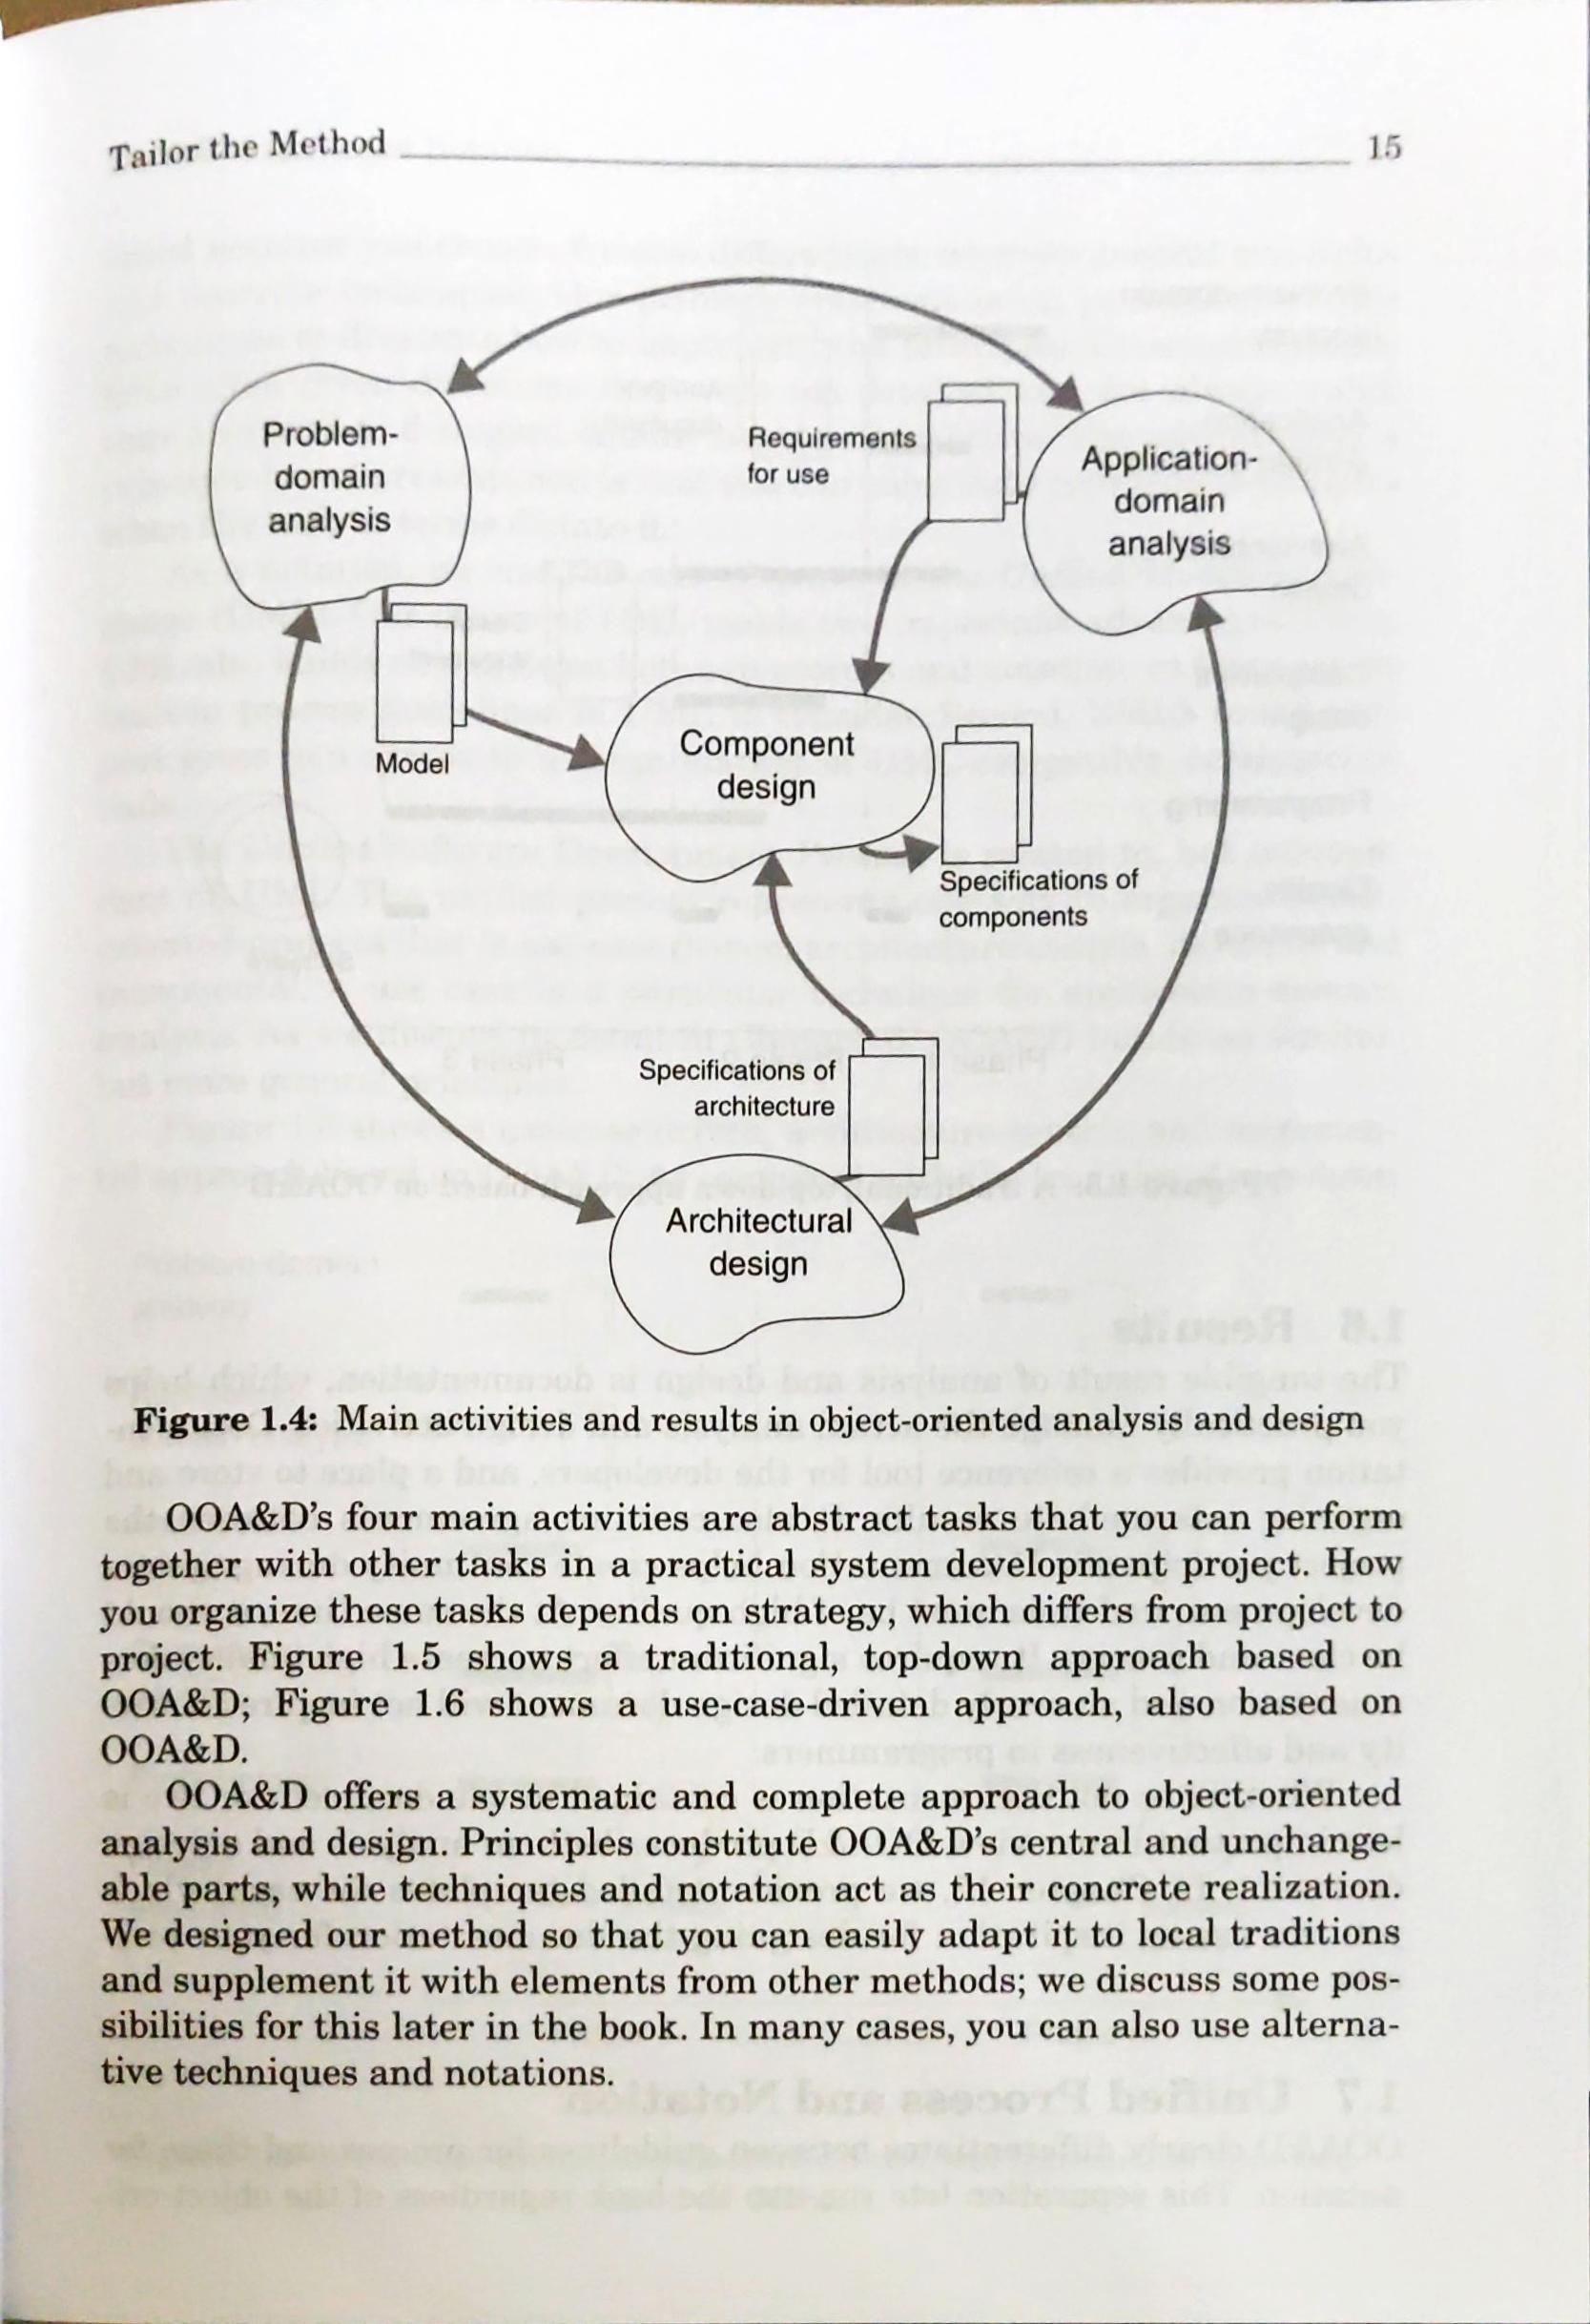 Tailor the Method 15
Problem-
domain
analysis
Requirements
for use
Application-
domain
analysis
Model
Component
design
Specifications of
components
Specifications of
architecture
Architectural
design
Figure 1.4: Main activities and results in object-oriented analysis and design
OOA&D's four main activities are abstract tasks that you can perform
together with other tasks in a practical system development project. How
you organize these tasks depends on strategy, which differs from project to
project. Figure 1.5 shows a traditional, top-down approach based on
OOA&D; Figure 1.6 shows a use-case-driven approach, also based on
OOA&D.
OOA&D offers a systematic and complete approach to object-oriented
analysis and design. Principles constitute OOA&D's central and unchange-
able parts, while techniques and notation act as their concrete realization.
We designed our method so that you can easily adapt it to local traditions
and supplement it with elements from other methods; we discuss some pos-
sibilities for this later in the book. In many cases, you can also use alterna-
tive techniques and notations.